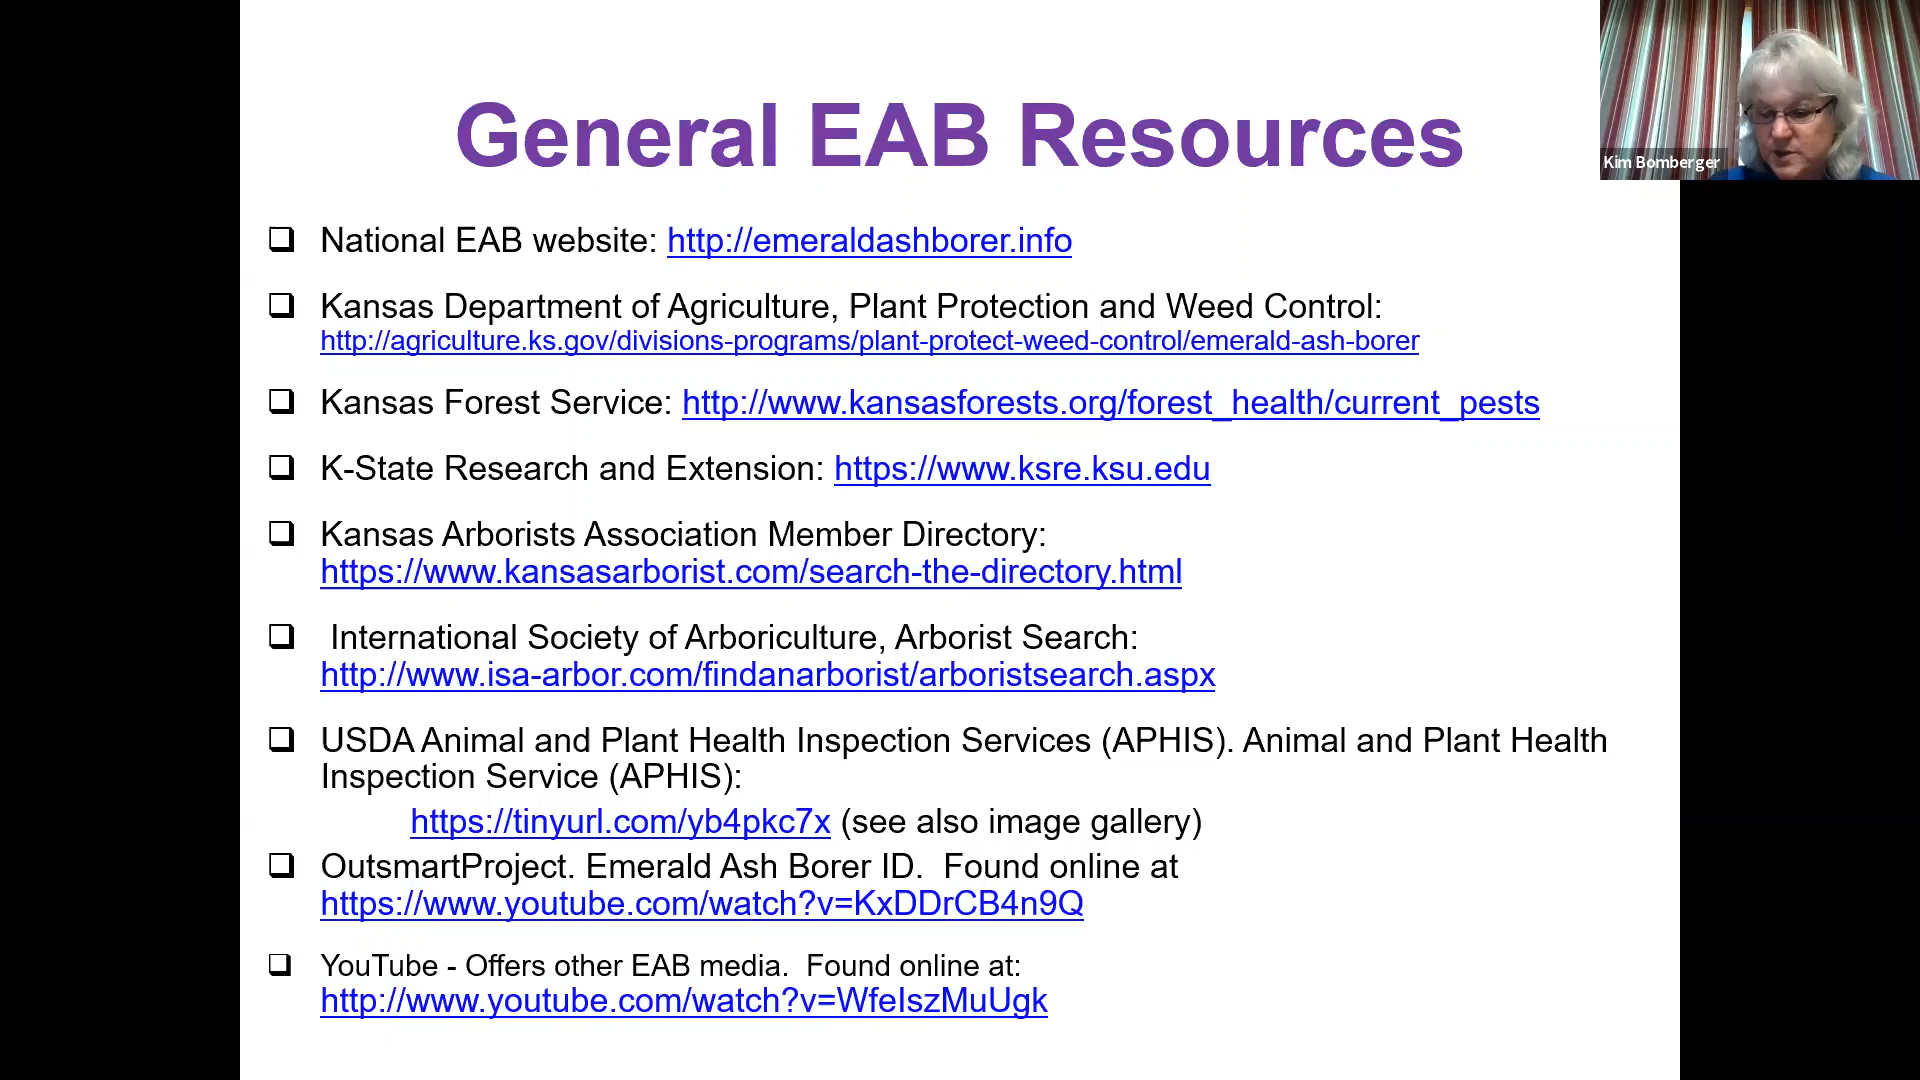 General EAB Resources
Kim Bomberger
National EAB website: http://emeraldashborer.info
Kansas Department of Agriculture, Plant Protection and Weed Control:
http://agriculture.ks.gov/divisions-programs/plant-protect-weed-control/emerald-ash-borer
Kansas Forest Service: http://www.kansasforests.org/forest_health/current_pests
K-State Research and Extension: https://www.ksre.ksu.edu
Kansas Arborists Association Member Directory:
https://www.kansasarborist.com/search-the-directory.html
International Society of Arboriculture, Arborist Search:
http://www.isa-arbor.com/findanarborist/arboristsearch.aspx
USDA Animal and Plant Health Inspection Services (APHIS). Animal and Plant Health
Inspection Service (APHIS):
https://tinyurl.com/yb4pkc7x (see also image gallery)
OutsmartProject. Emerald Ash Borer ID.  Found online at
https://www.youtube.com/watch?v=KxDDrCB4n9Q
YouTube - Offers other EAB media.  Found online at:
http://www.youtube.com/watch?v=WfeIszMuUgk